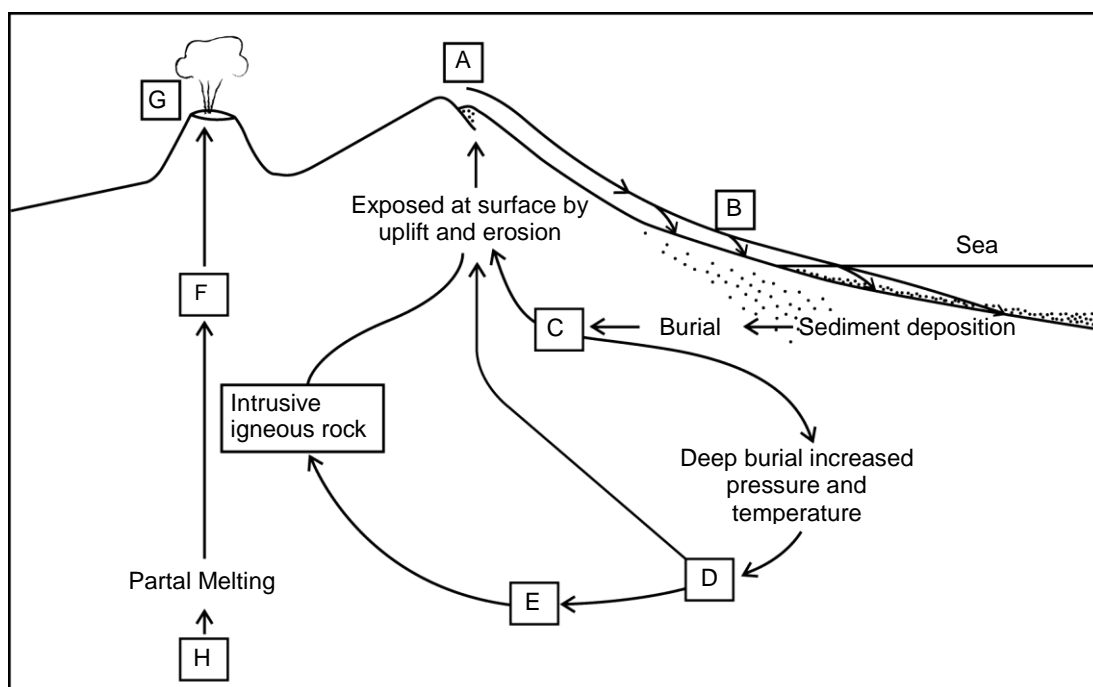 A
G
B
Exposed at surface by
uplift and erosion
Sea
F
C
Burial
Sediment deposition
Intrusive
igneous rock
Deep burial increased
pressure and
temperature
Partal Melting
D
E
H